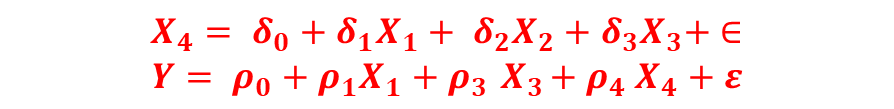 X₄ = δ₀ + δ₁X₁ + δ₂X₂ + δ₃X₃+ ∈
Y = ρ₀ + ρ₁X₁ + ρ₃ X₃ + ρ₄ X₄ + ε